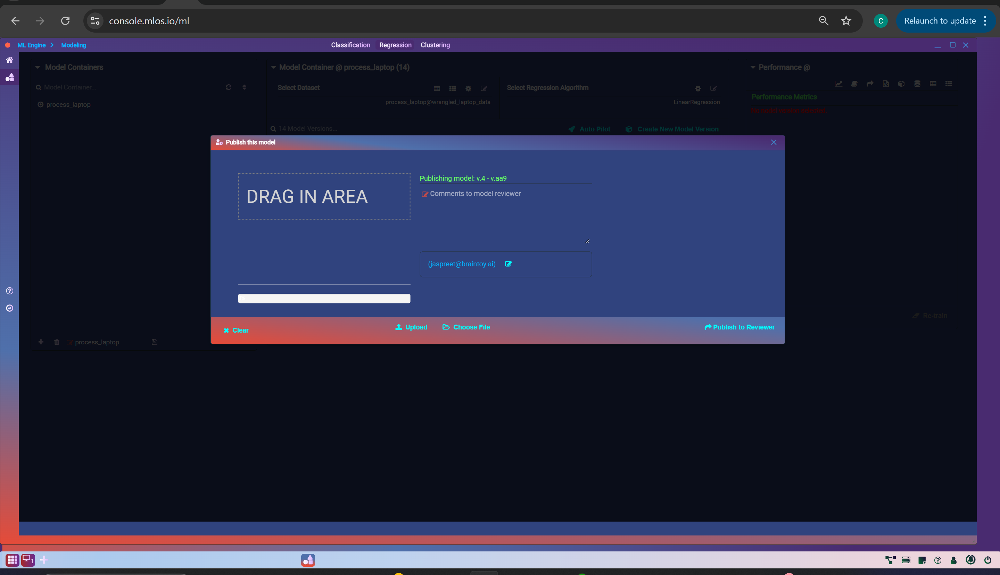 console.mlos.io/ml
C
Relaunch to update
ML Engine
Modeling
Classification
Regression
Clustering
Model Containers
Model Container @ process_laptop (14)
Performance @
Model Container...
Select Dataset
Select Regression Algorithm
process_laptop@wrangled_laptop_data
LinearRegression
Performance Metrics
process_laptop
No nodel version selected.
14 Model Versions...
Auto Pilot
Create New Model Version
Publish this model
DRAG IN AREA
Publishing model: v.4 - v.aa9
Comments to model reviewer
(jaspreet@braintoy.ai)
Re-train
Clear
Upload
Choose File
Publish to Reviewer
process_laptop
1